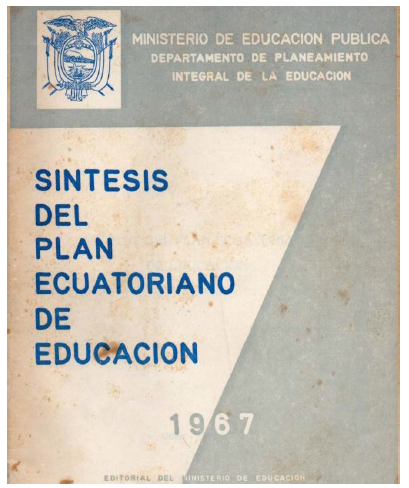 MINISTERIO DE EDUCACION PUBLICA
DEPARTAMENTO DE PLANEAMIENTO
INTEGRAL DE LA EDUCACION
SINTESIS
DEL
PLAN
ECUATORIANO
DE
EDUCACION
1967
EDITORIAL DEL MINISTERIO DE EDUCACION